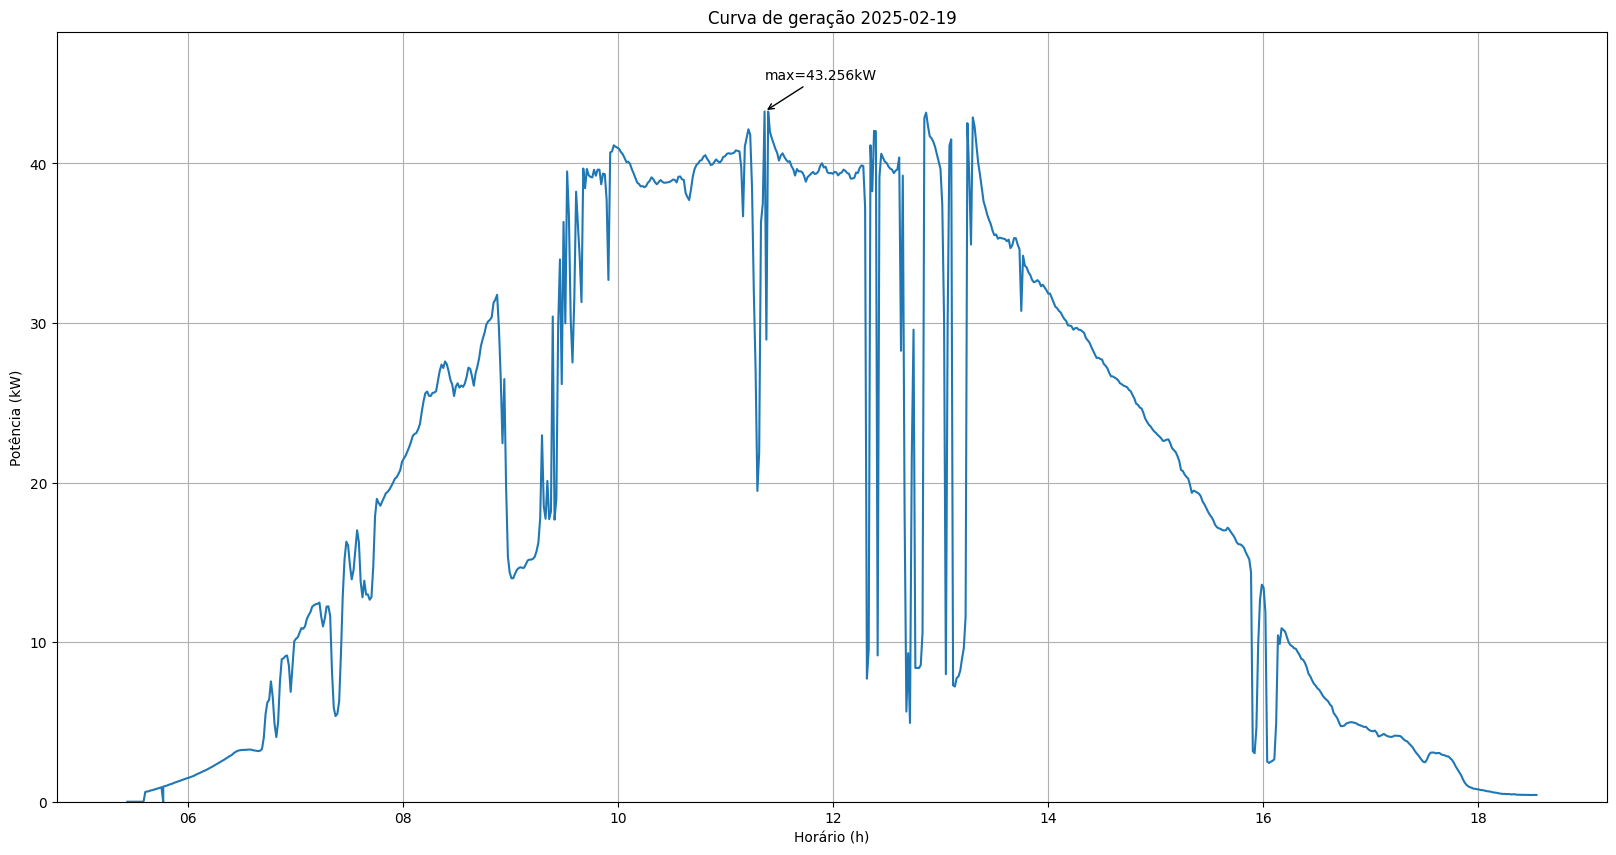 Curva de geração 2025-02-19
max=43.256kW
Potência (kW)
40
30
20
10
0
06 08 10 12 14 16 18
Horário (h)